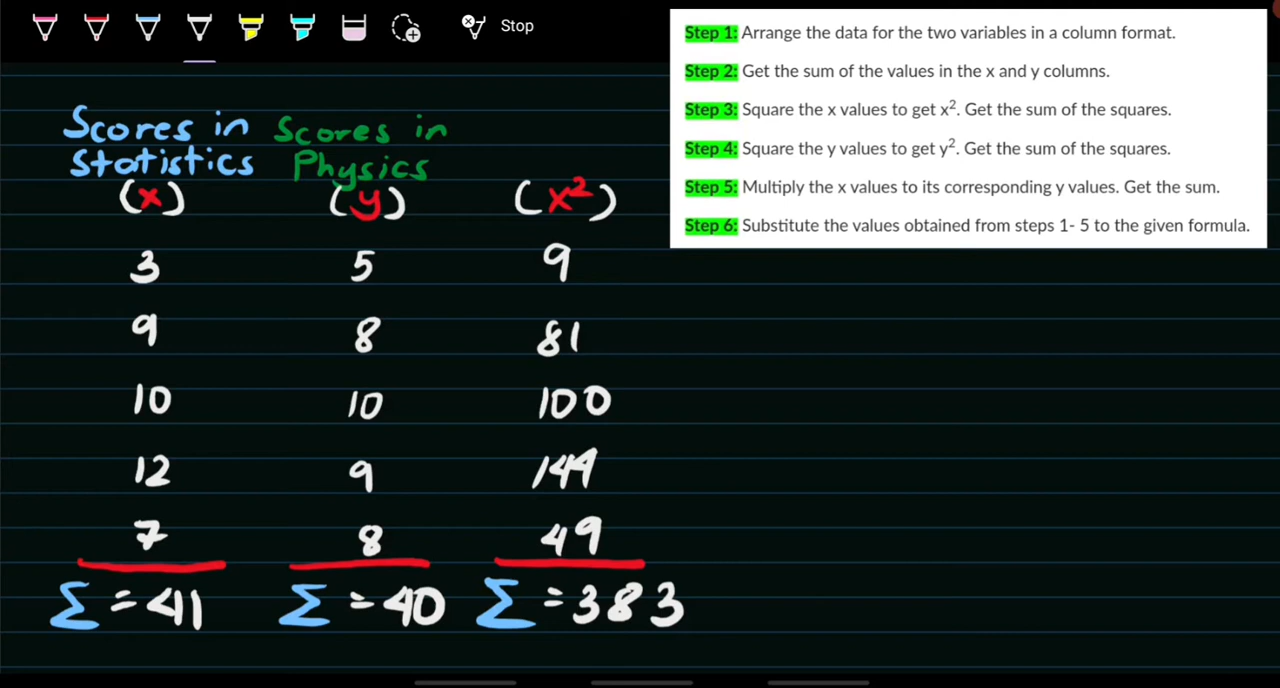 Stop
Step 1: Arrange the data for the two variables in a column format.
Step 2: Get the sum of the values in the x and y columns.
Step 3: Square the x values to get x². Get the sum of the squares.
Step 4: Square the y values to get y². Get the sum of the squares.
Step 5: Multiply the x values to its corresponding y values. Get the sum.
Step 6: Substitute the values obtained from steps 1- 5 to the given formula.
Scores in Statistics (x)
Scores in Physics (y)
(x²)
3 5 9
9 8 81
10 10 100
12 9 144
7 8 49
Σ = 41 Σ = 40 Σ = 383